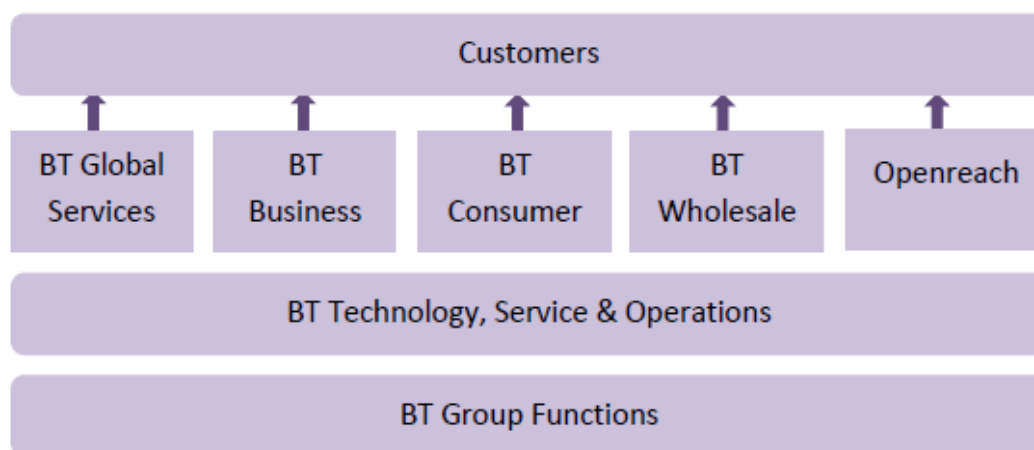 Customers
BT Global
Services
BT
Business
BT
Consumer
BT
Wholesale
Openreach
BT Technology, Service & Operations
BT Group Functions